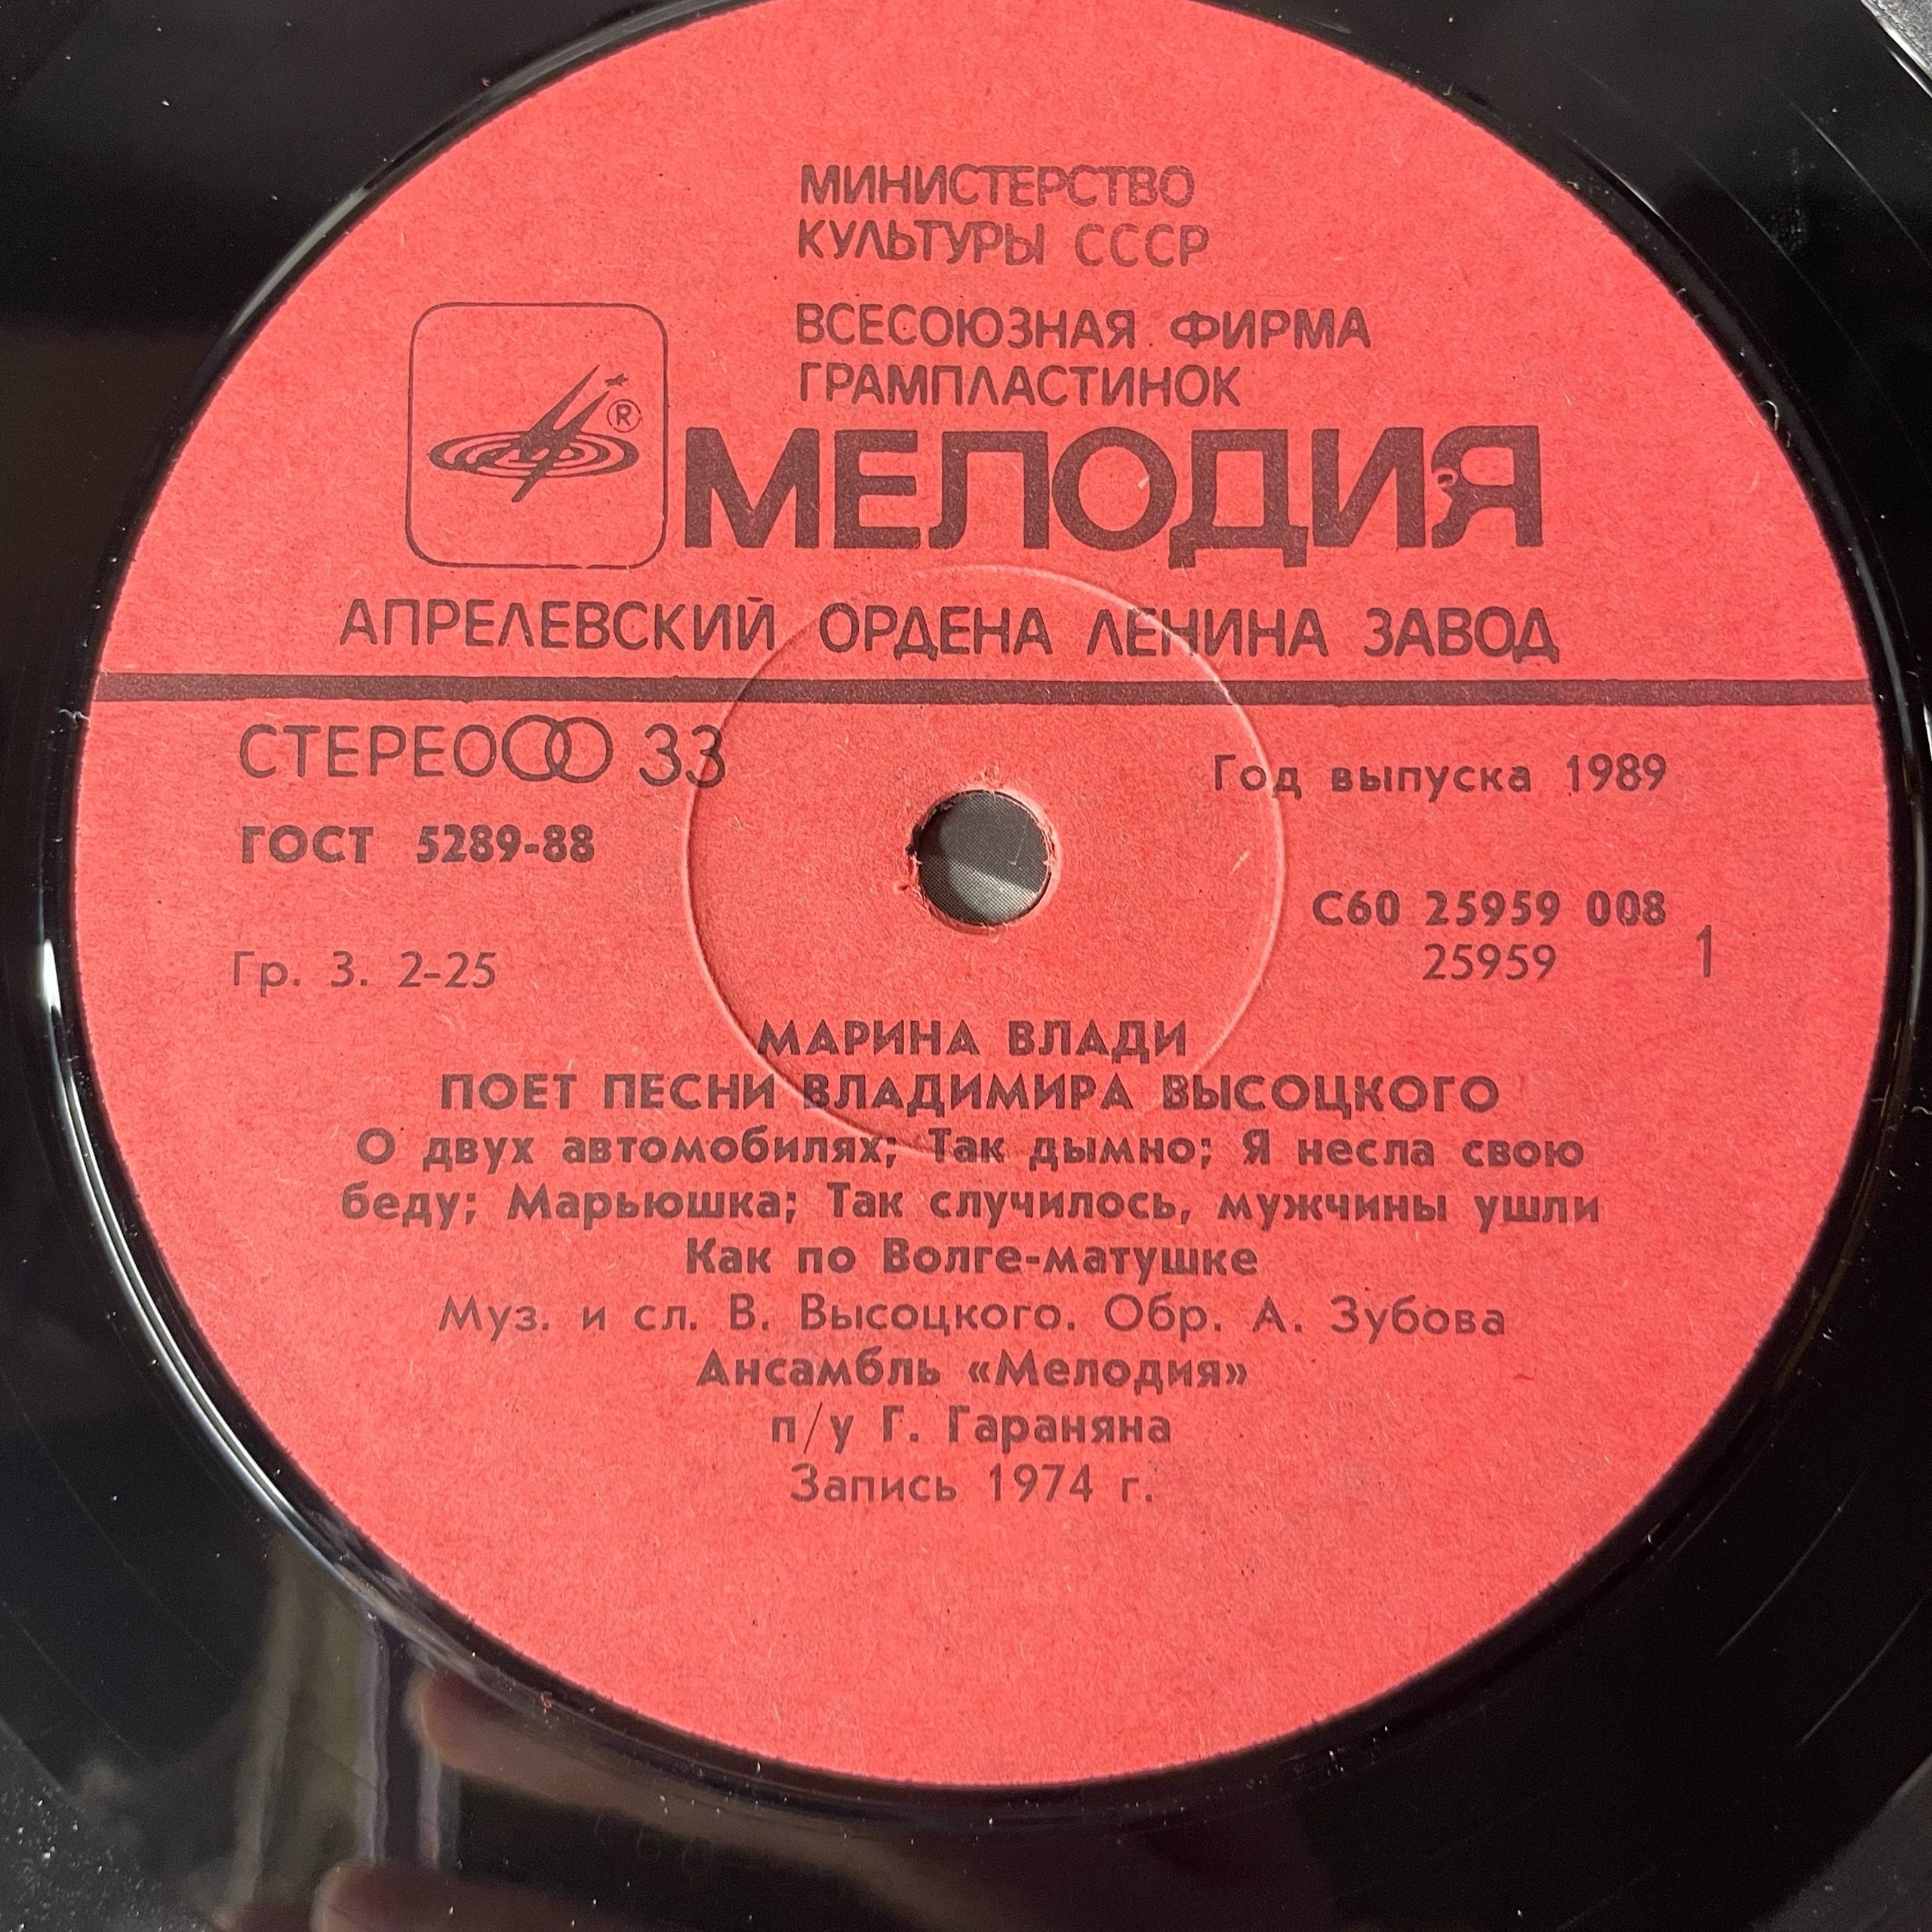 МИНИСТЕРСТВО
КУЛЬТУРЫ СССР
ВСЕСОЮЗНАЯ ФИРМА
ГРАМПЛАСТИНОК
®
МЕЛОДИЯ
АПРЕЛЕВСКИЙ ОРДЕНА ЛЕНИНА ЗАВОД
СТЕРЕО 33
Год выпуска 1989
ГОСТ 5289-88
С60 25959 008
25959 1
Гр. 3. 2-25
МАРИНА ВЛАДИ
ПОЕТ ПЕСНИ ВЛАДИМИРА ВЫСОЦКОГО
О двух автомобилях; Так дымно; Я несла свою
беду; Марьюшка; Так случилось, мужчины ушли
Как по Волге-матушке
Муз. и сл. В. Высоцкого. Обр. А. Зубова
Ансамбль «Мелодия»
п/у Г. Гараняна
Запись 1974 г.